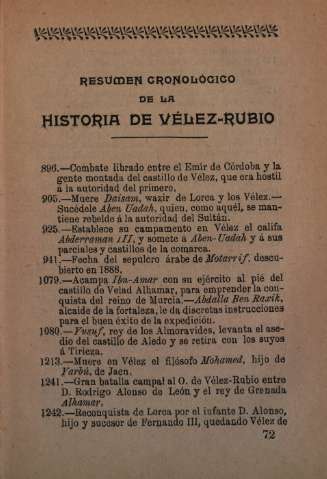 RESUMEN CRONOLÓGICO
DE LA
HISTORIA DE VÉLEZ-RUBIO
896.—Combate librado entre el Emir de Córdoba y la
gente montada del castillo de Vélez, que era hostil
á la autoridad del primero.
905.—Muere Daisam, wazir de Lorca y los Vélez.—
Sucédele Aben Uadah, quien, como aquél, se man-
tiene rebelde á la autoridad del Sultán.
925.—Establece su campamento en Vélez el califa
Abderraman III, y somete á Aben-Uadah y á sus
parciales y castillos de la comarca.
941.—Fecha del sepulcro árabe de Motarrif, descu-
bierto en 1888.
1079.—Acampa Ibn-Amar con su ejército al pié del
castillo de Velad Alhamar, para emprender la con-
quista del reino de Murcia.—Abdalla Ben Raxik,
alcaide de la fortaleza, le da discretas instrucciones
para el buen éxito de la expedición.
1080.—Yusuf, rey de los Almoravides, levanta el ase-
dio del castillo de Aledo y se retira con los suyos
á Tirieza.
1213.—Muere en Vélez el filósofo Mohamed, hijo de
Yarbú, de Jaen.
1241.—Gran batalla campal al O. de Vélez-Rubio entre
D. Rodrigo Alonso de León y el rey de Grenada
Alhamar.
1242.—Reconquista de Lorca por el infante D. Alonso,
hijo y sucesor de Fernando III, quedando Vélez de
72